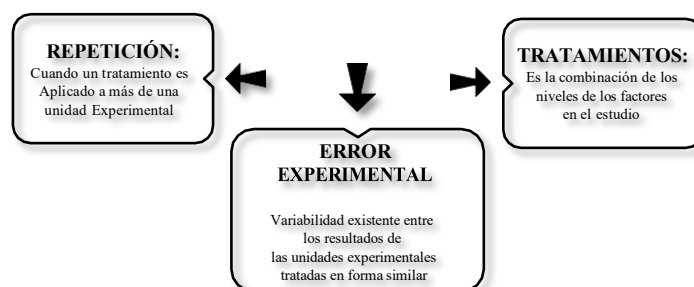 REPETICIÓN:
Cuando un tratamiento es
Aplicado a más de una
unidad Experimental
TRATAMIENTOS:
Es la combinación de los
niveles de los factores
en el estudio
ERROR
EXPERIMENTAL
Variabilidad existente entre
los resultados de
las unidades experimentales
tratadas en forma similar